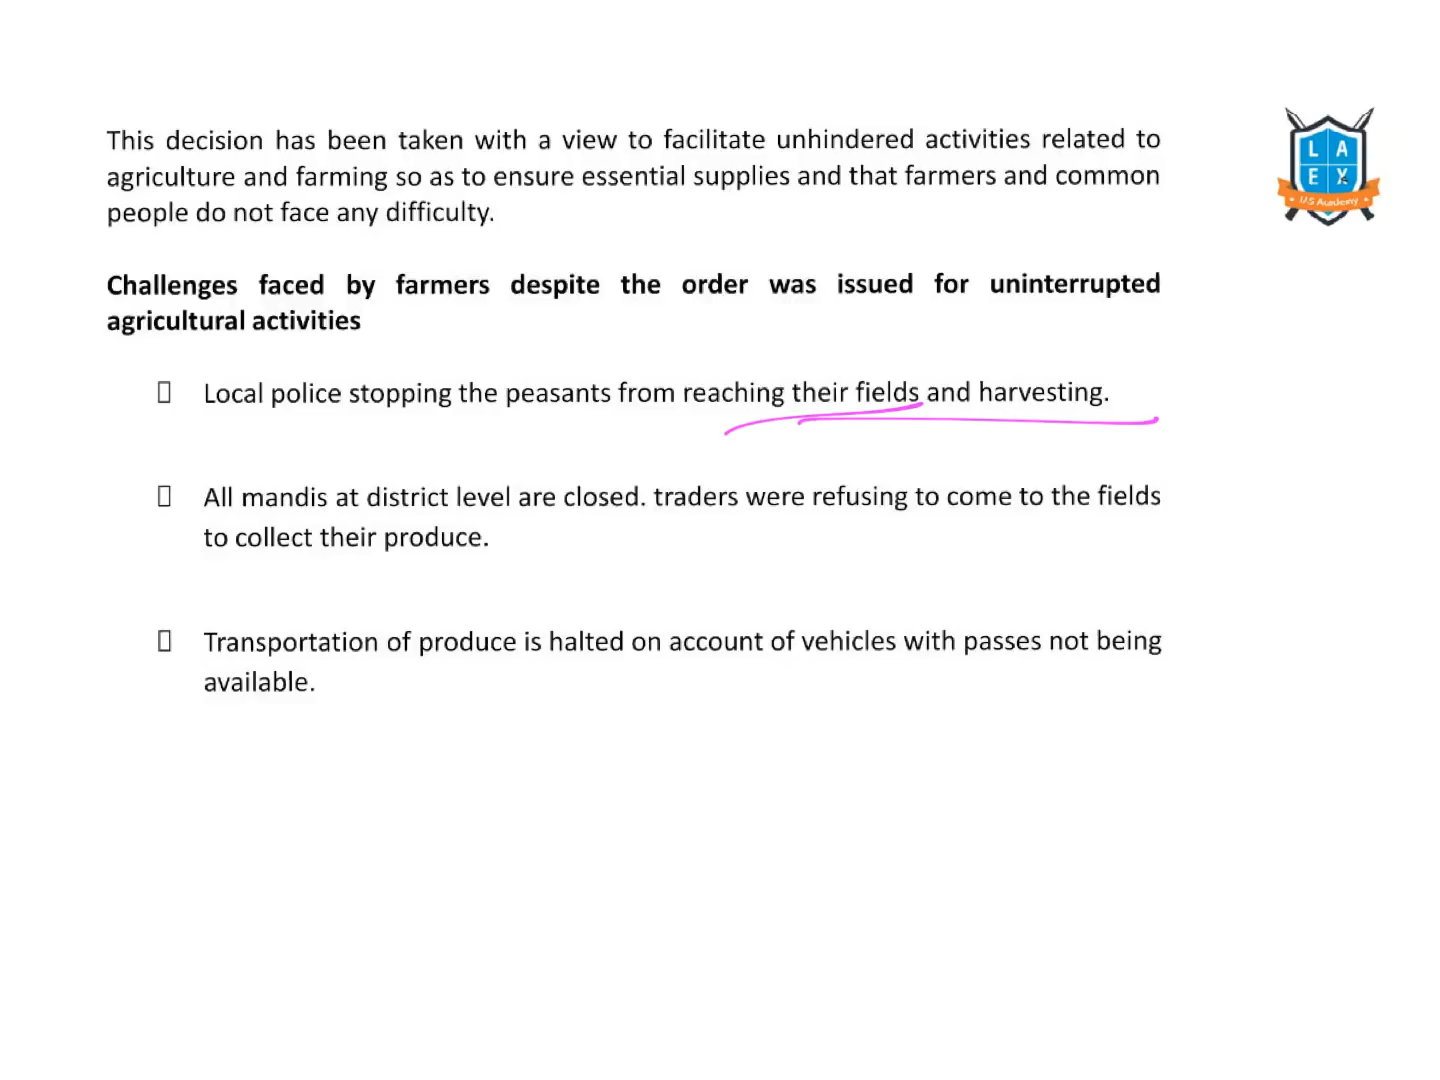 This decision has been taken with a view to facilitate unhindered activities related to
agriculture and farming so as to ensure essential supplies and that farmers and common
people do not face any difficulty.
Challenges faced by farmers despite the order was issued for uninterrupted
agricultural activities
Local police stopping the peasants from reaching their fields and harvesting.
All mandis at district level are closed. traders were refusing to come to the fields
to collect their produce.
Transportation of produce is halted on account of vehicles with passes not being
available.
L A
E X
IAS Academy